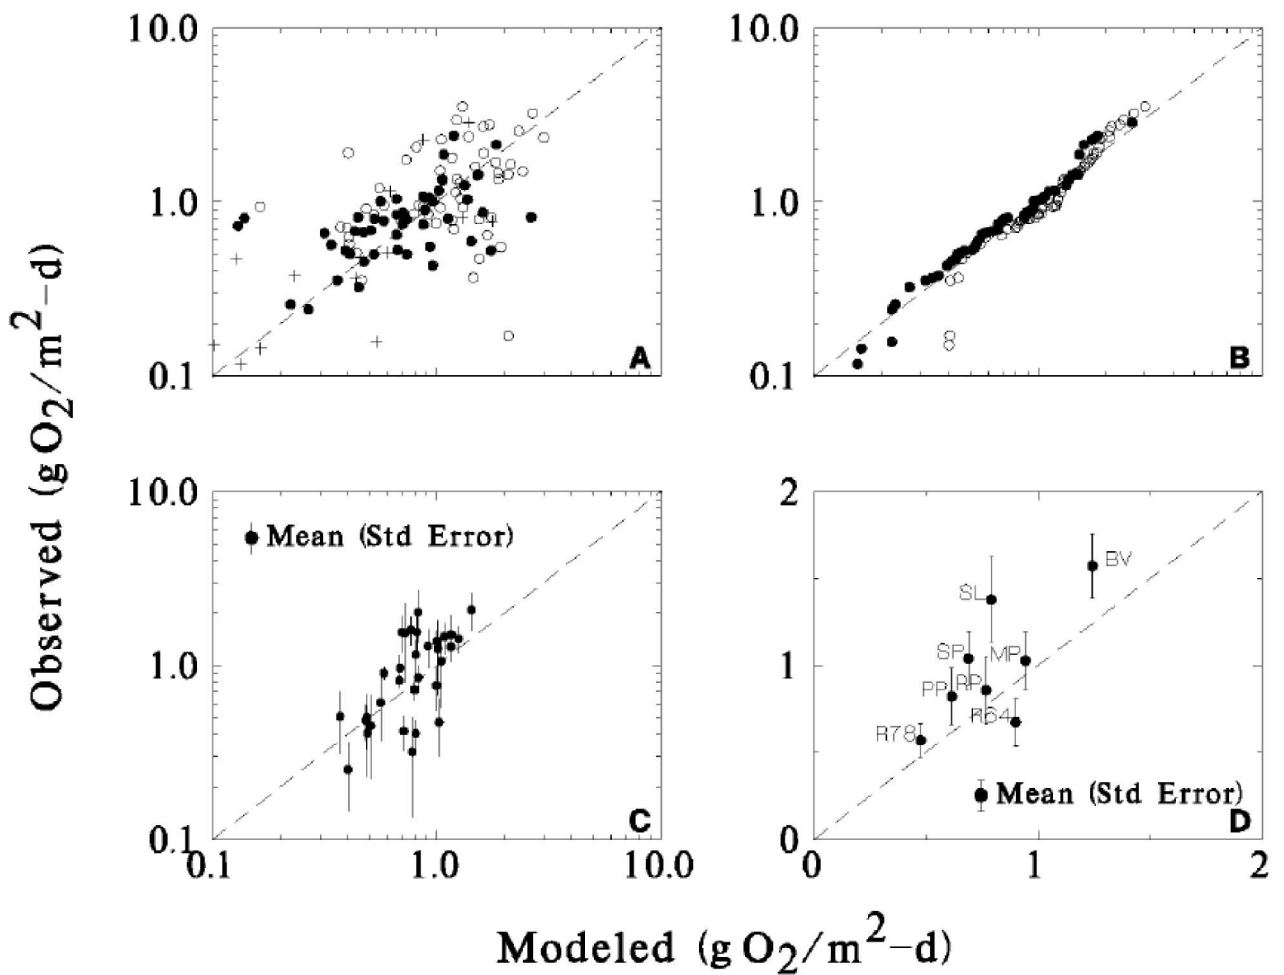 10.0
1.0
0.1
A
10.0
1.0
0.1
B
Observed (g O2/m2-d)
10.0
1.0
0.1
Mean (Std Error)
C
0.1
1.0
10.0
2
1
0
BV
SL
SP
MP
PP
RP
R64
R78
Mean (Std Error)
D
0
1
2
Modeled (g O2/m2-d)